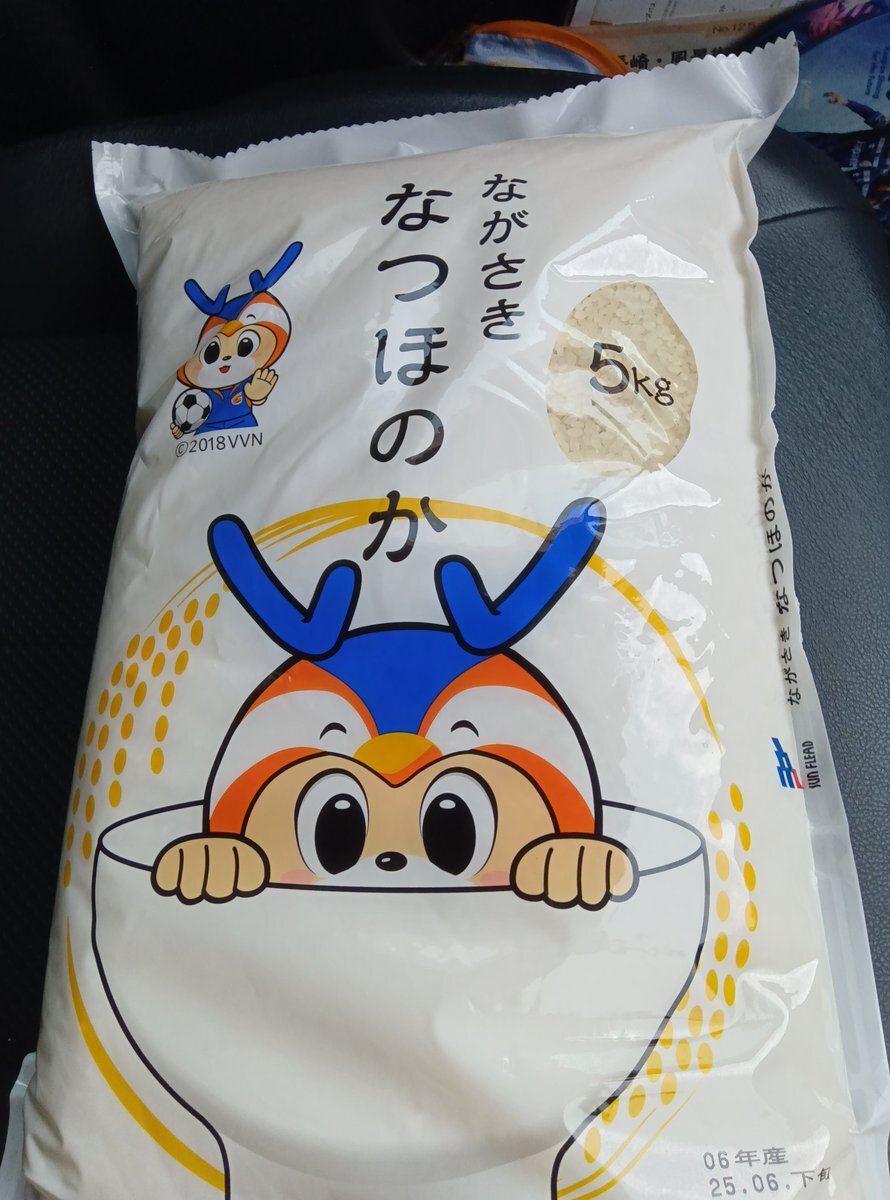 ながさき
なつほのか
5kg
©2018VVN
ながさき なつほのか
SUN FLEAD
06年産
25.06.下旬